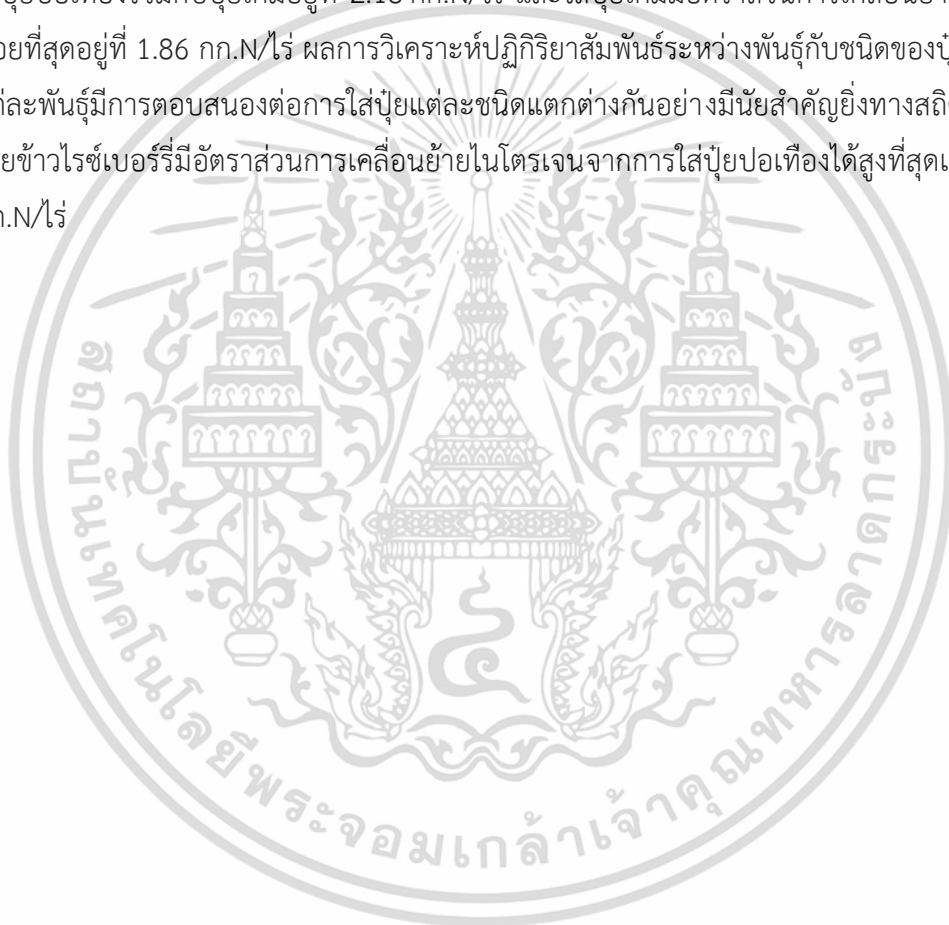 อยที่สุดอยู่ที่ 1.86 กก.N/ไร่ ผลการวิเคราะห์ปฏิกิริยาสัมพันธ์ระหว่างพันธุ์กับชนิดของ
ต่ละพันธุ์มีการตอบสนองต่อการใส่ปุ๋ยแต่ละชนิดแตกต่างกันอย่างมีนัยสำคัญยิ่งทางสถิ
ยข้าวไรซ์เบอร์รี่มีอัตราส่วนการเคลื่อนย้ายไนโตรเจนจากการใส่ปุ๋ยปอเทืองได้สูงที่สุด
.N/ไร่
สถาบันเทคโนโลยีพระจอมเกล้าเจ้าคุณทหารลาดกระบัง